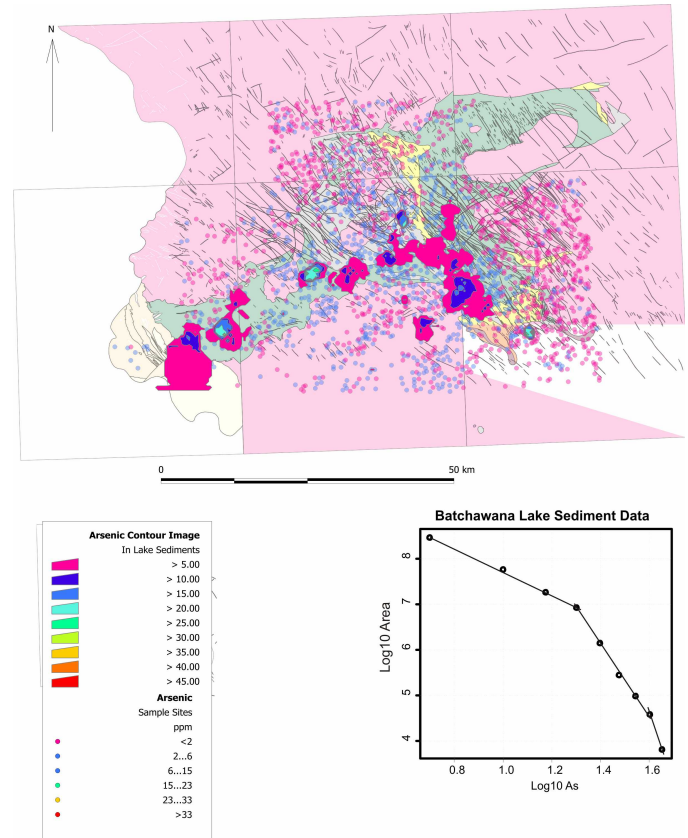 N
0 50 km
Arsenic Contour Image
In Lake Sediments
> 5.00
> 10.00
> 15.00
> 20.00
> 25.00
> 30.00
> 35.00
> 40.00
> 45.00
Arsenic
Sample Sites
ppm
<2
2...6
6...15
15...23
23...33
>33
Batchawana Lake Sediment Data
Log10 Area
8
7
6
5
4
0.8 1.0 1.2 1.4 1.6
Log10 As